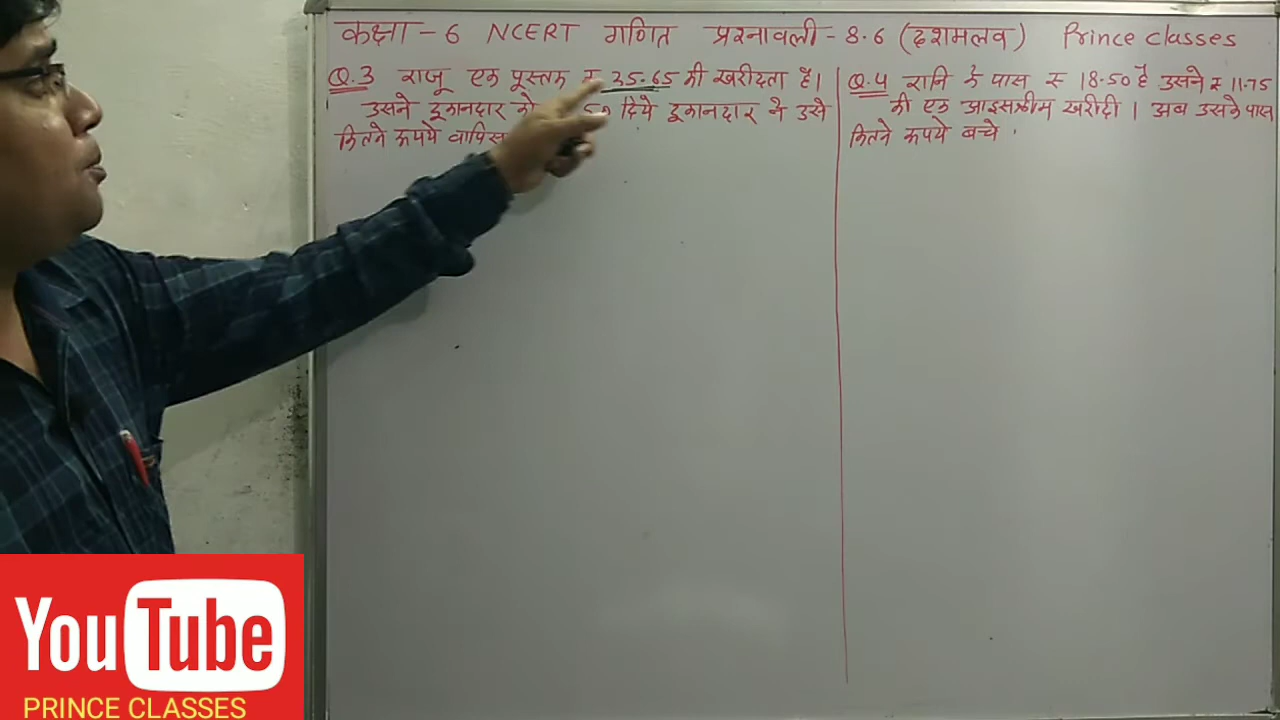 कक्षा - 6 NCERT गणित प्रश्नावली - 8.6 (दशमलव) Prince classes
Q.3 राजू एक पुस्तक ₹ 35.65 की खरीदता है।
उसने दुकानदार को 50 दिये दुकानदार ने उसे
कितने रूपये वापिस
Q.4 रानि के पास ₹ 18.50 है उसने ₹ 11.75
की एक आइसक्रीम खरीदी । अब उसके पास
कितने रूपये बचे
YouTube
PRINCE CLASSES